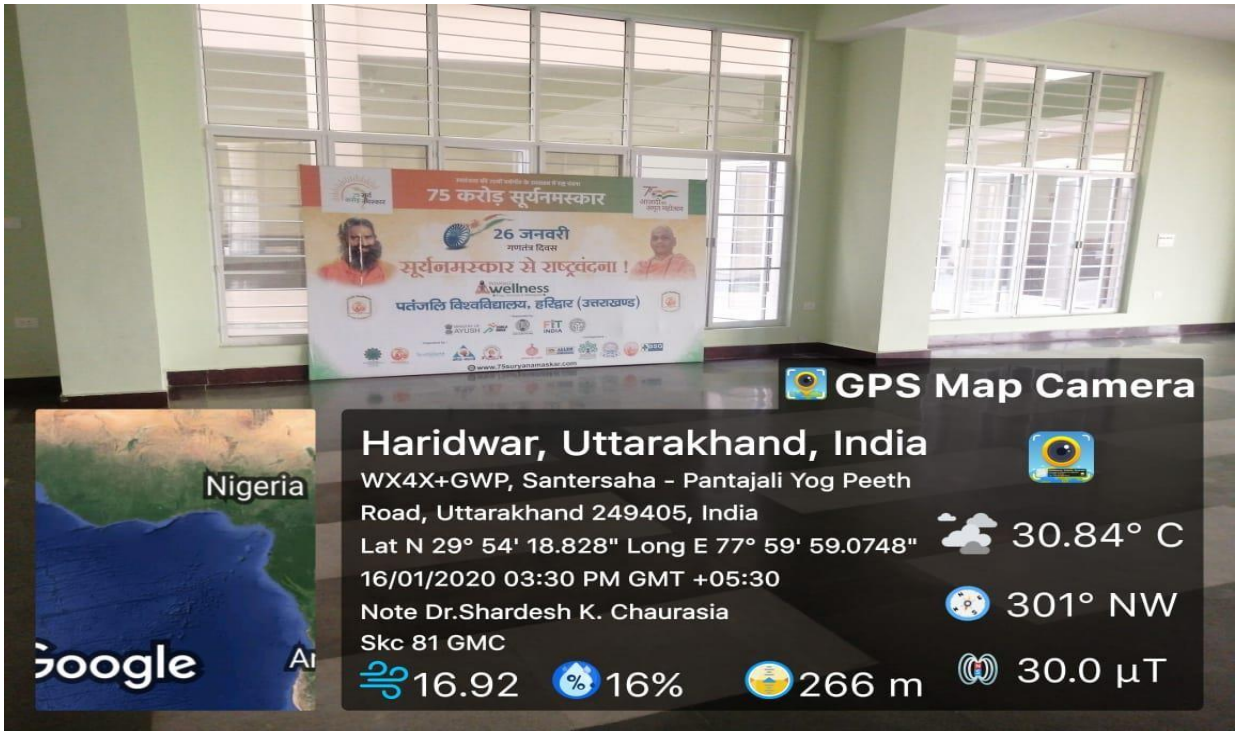 75 करोड़ सूर्यनमस्कार
26 जनवरी
गणतंत्र दिवस
सूर्यनमस्कार से राष्ट्रवंदना !
wellness
पतंजलि विश्वविद्यालय, हरिद्वार (उत्तराखण्ड)
AYUSH
FIT
INDIA
www.75suryanamaskar.com
GPS Map Camera
Nigeria
Google
Haridwar, Uttarakhand, India
WX4X+GWP, Santersaha - Pantajali Yog Peeth
Road, Uttarakhand 249405, India
Lat N 29° 54' 18.828" Long E 77° 59' 59.0748"
16/01/2020 03:30 PM GMT +05:30
Note Dr.Shardesh K. Chaurasia
Skc 81 GMC
16.92
16%
266 m
30.84° C
301° NW
30.0 µT